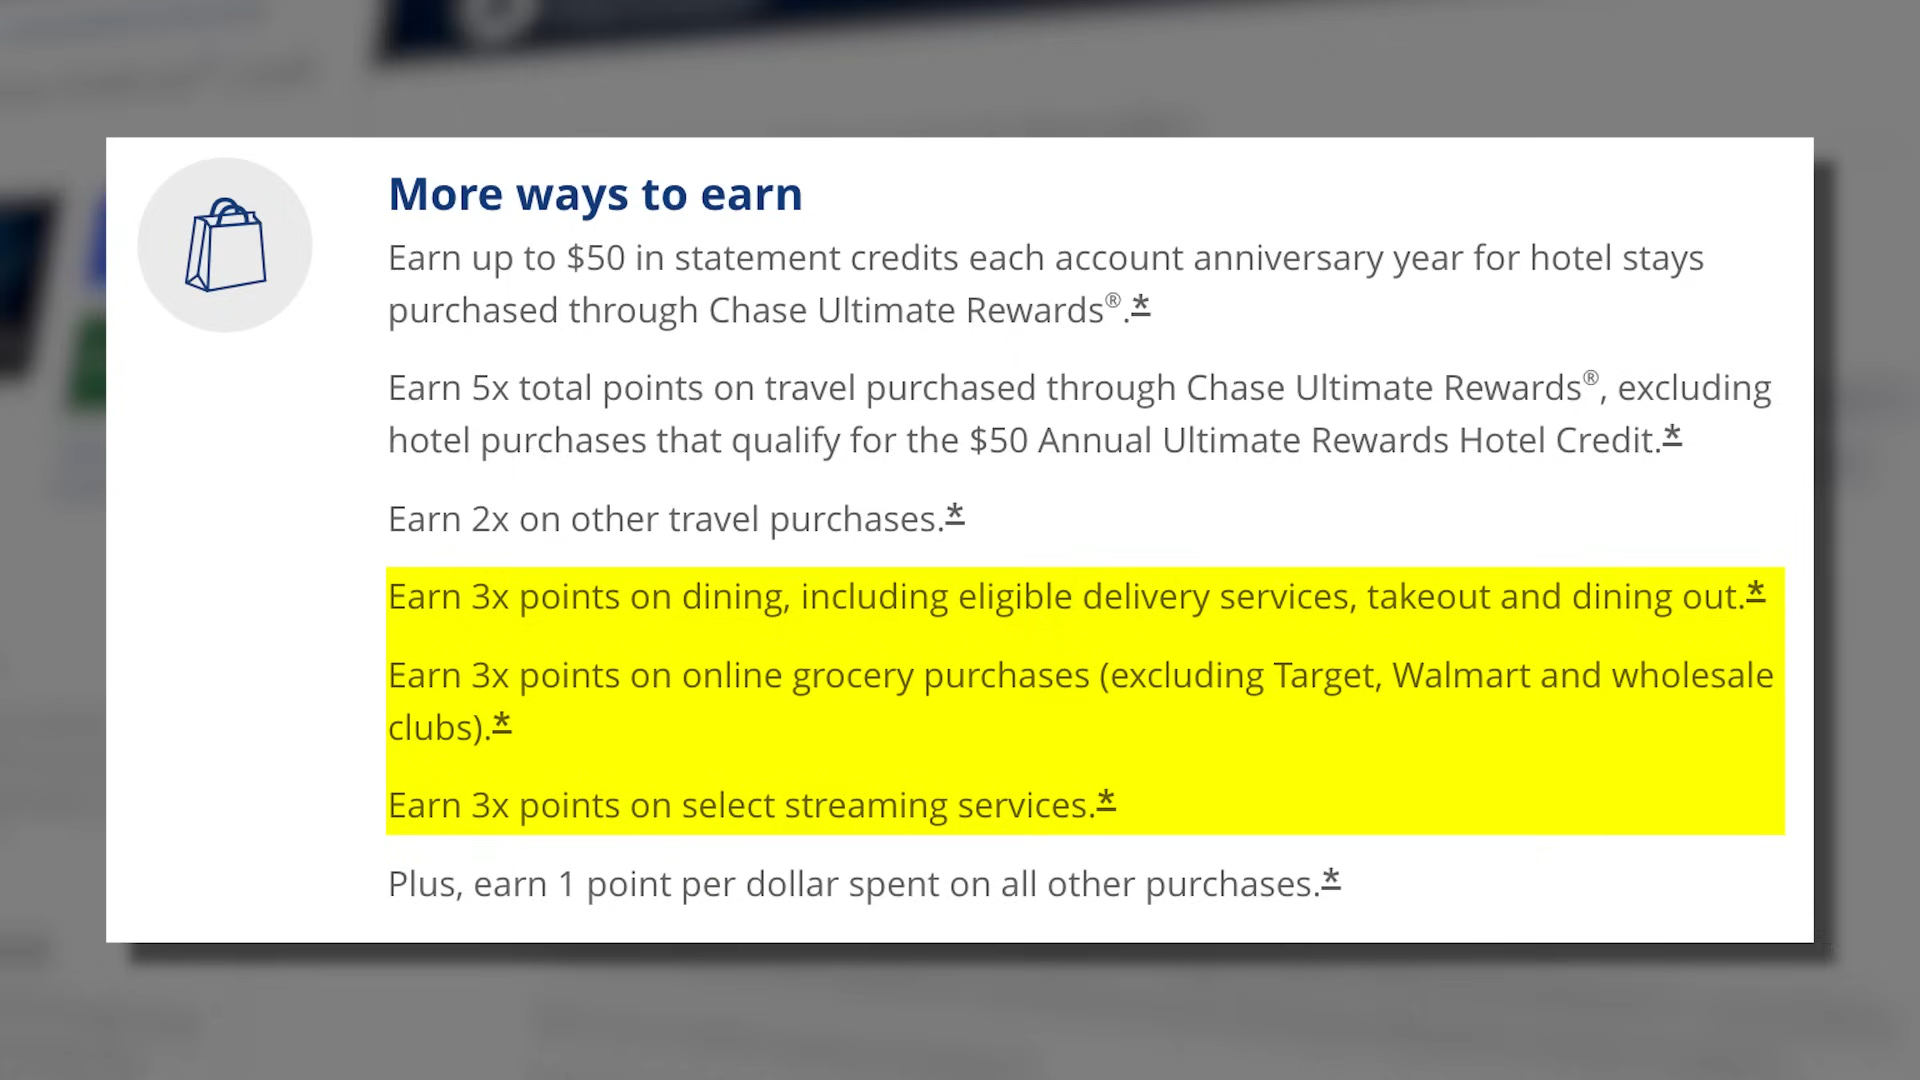 More ways to earn
Earn up to $50 in statement credits each account anniversary year for hotel stays
purchased through Chase Ultimate Rewards®.*
Earn 5x total points on travel purchased through Chase Ultimate Rewards®, excluding
hotel purchases that qualify for the $50 Annual Ultimate Rewards Hotel Credit.*
Earn 2x on other travel purchases.*
Earn 3x points on dining, including eligible delivery services, takeout and dining out.*
Earn 3x points on online grocery purchases (excluding Target, Walmart and wholesale
clubs).*
Earn 3x points on select streaming services.*
Plus, earn 1 point per dollar spent on all other purchases.*